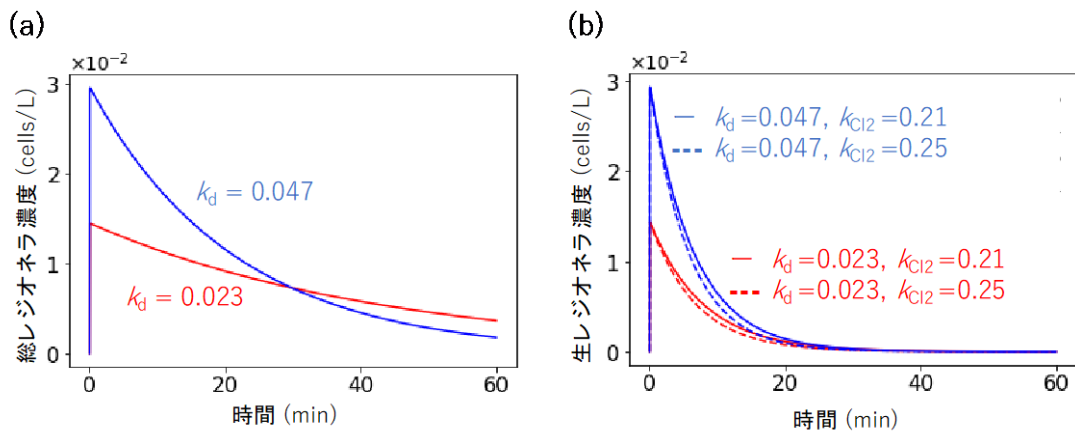 (a)
×10⁻²
3
2
1
0
総レジオネラ濃度 (cells/L)
k_d = 0.047
k_d = 0.023
0
20
40
60
時間 (min)
(b)
×10⁻²
3
2
1
0
生レジオネラ濃度 (cells/L)
k_d=0.047, k_Cl2=0.21
k_d=0.047, k_Cl2=0.25
k_d=0.023, k_Cl2=0.21
k_d=0.023, k_Cl2=0.25
0
20
40
60
時間 (min)